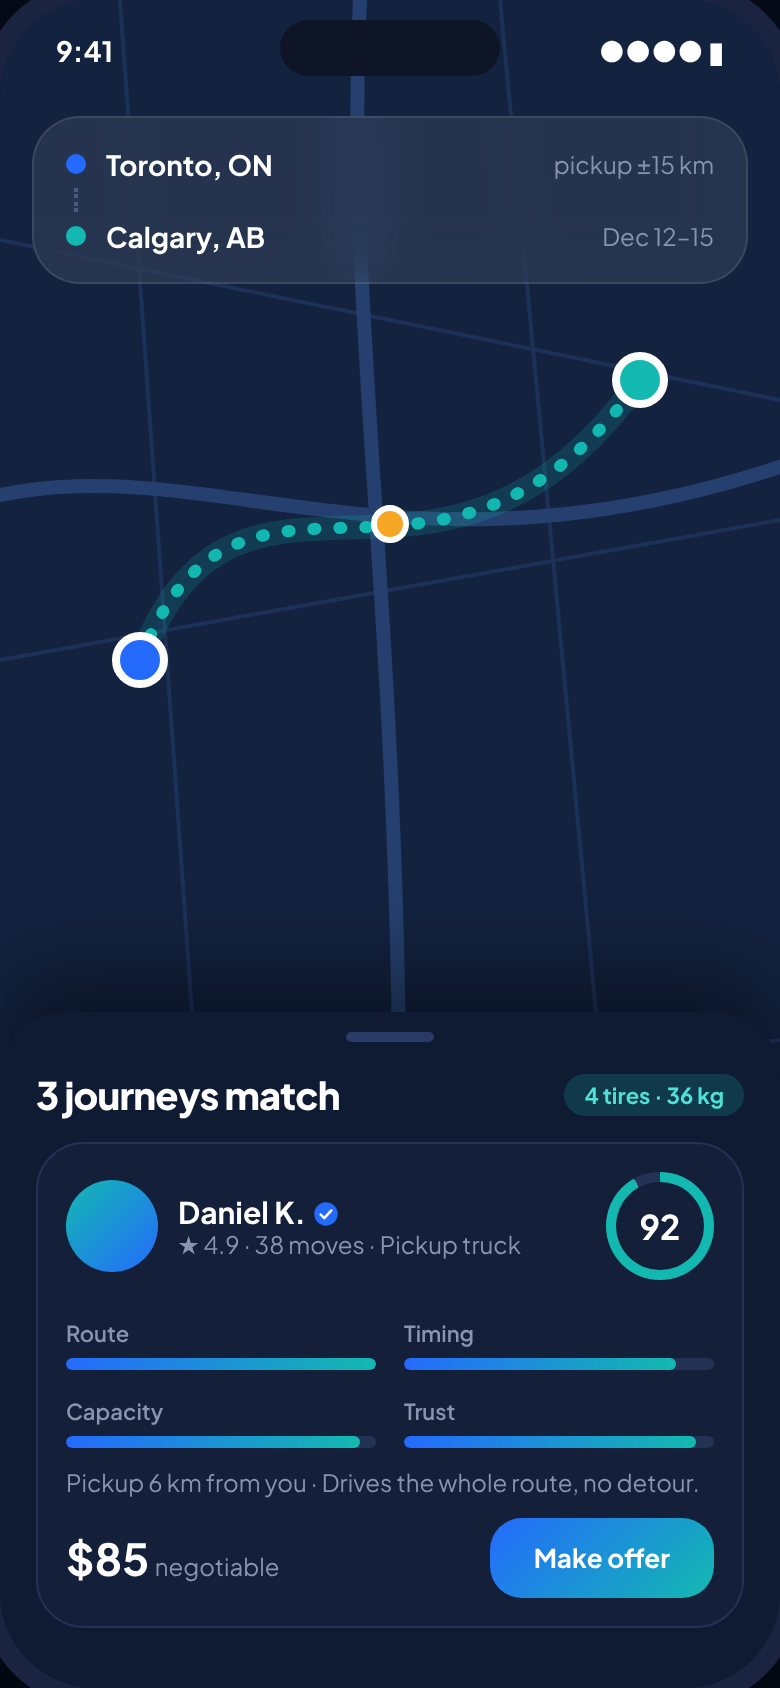 9:41
Toronto, ON
pickup ±15 km
Calgary, AB
Dec 12–15
3 journeys match
4 tires · 36 kg
Daniel K.
★ 4.9 · 38 moves · Pickup truck
92
Route
Timing
Capacity
Trust
Pickup 6 km from you · Drives the whole route, no detour.
$85 negotiable
Make offer